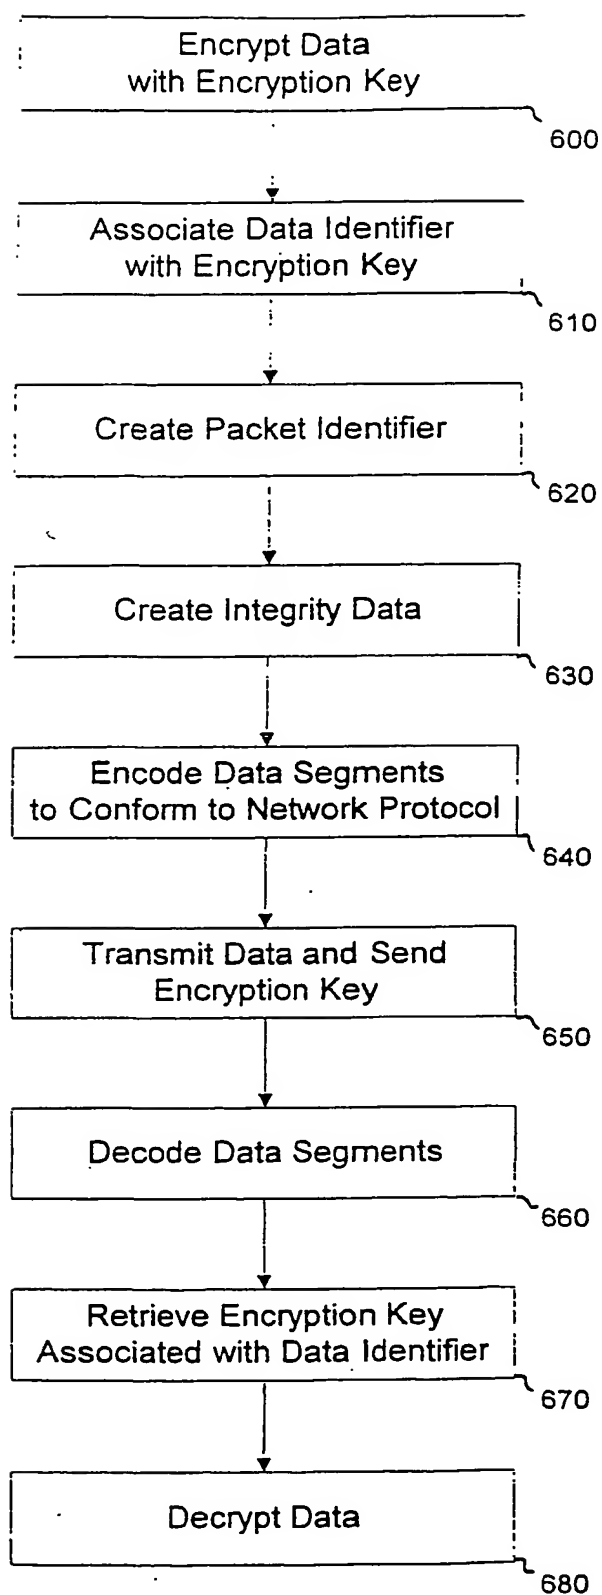 Encrypt Data
with Encryption Key
600
Associate Data Identifier
with Encryption Key
610
Create Packet Identifier
620
Create Integrity Data
630
Encode Data Segments
to Conform to Network Protocol
640
Transmit Data and Send
Encryption Key
650
Decode Data Segments
660
Retrieve Encryption Key
Associated with Data Identifier
670
Decrypt Data
680